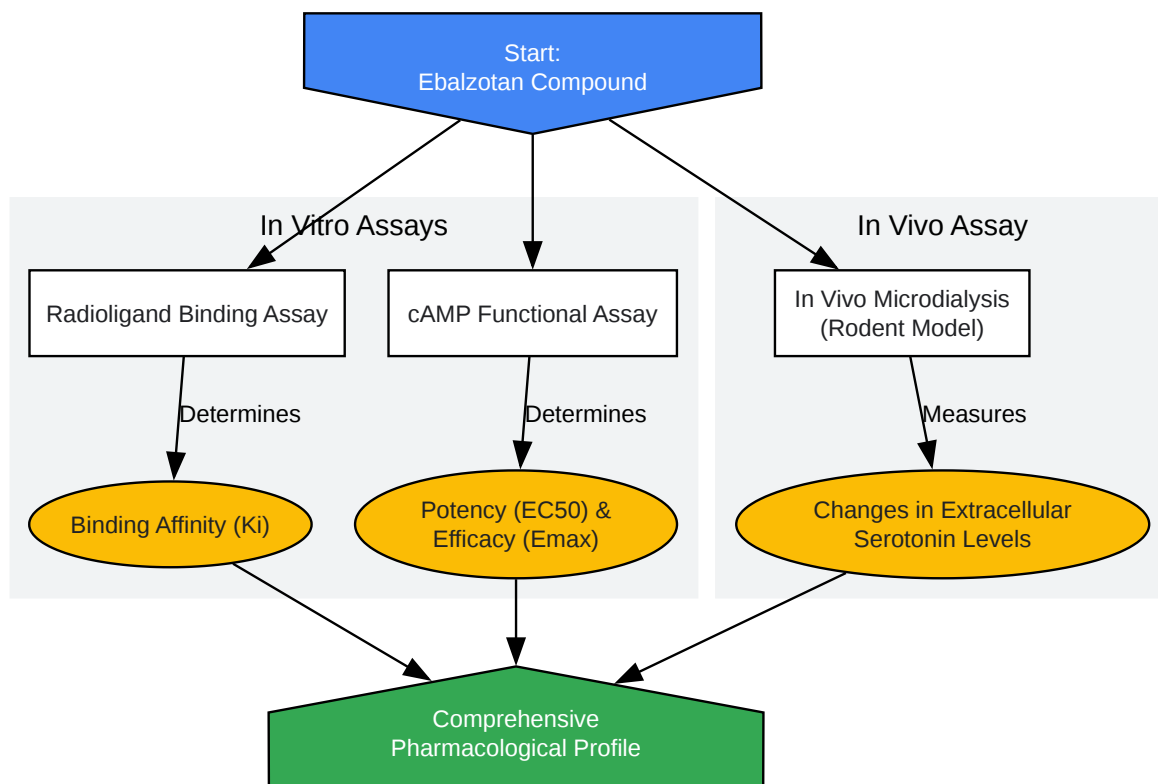 Start:
Ebalzotan Compound
In Vitro Assays
In Vivo Assay
Radioligand Binding Assay
cAMP Functional Assay
In Vivo Microdialysis
(Rodent Model)
Determines
Determines
Measures
Binding Affinity (Ki)
Potency (EC50) &
Efficacy (Emax)
Changes in Extracellular
Serotonin Levels
Comprehensive
Pharmacological Profile